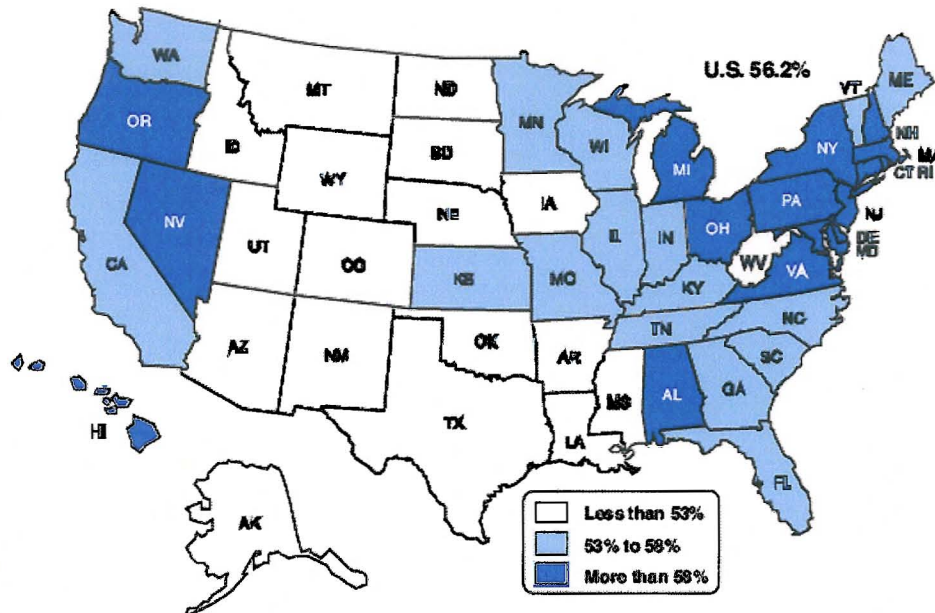 WA
MT
ND
MN
U.S. 56.2%
VT
ME
OR
ID
SD
WI
NY
NH
MA
WY
MI
CT RI
NV
NE
IA
PA
NJ
CA
UT
CO
IL
IN
OH
DE
MD
KS
MO
WV
VA
KY
TN
NC
AZ
NM
OK
AR
SC
MS
AL
GA
TX
LA
HI
FL
AK
Less than 53%
53% to 58%
More than 58%